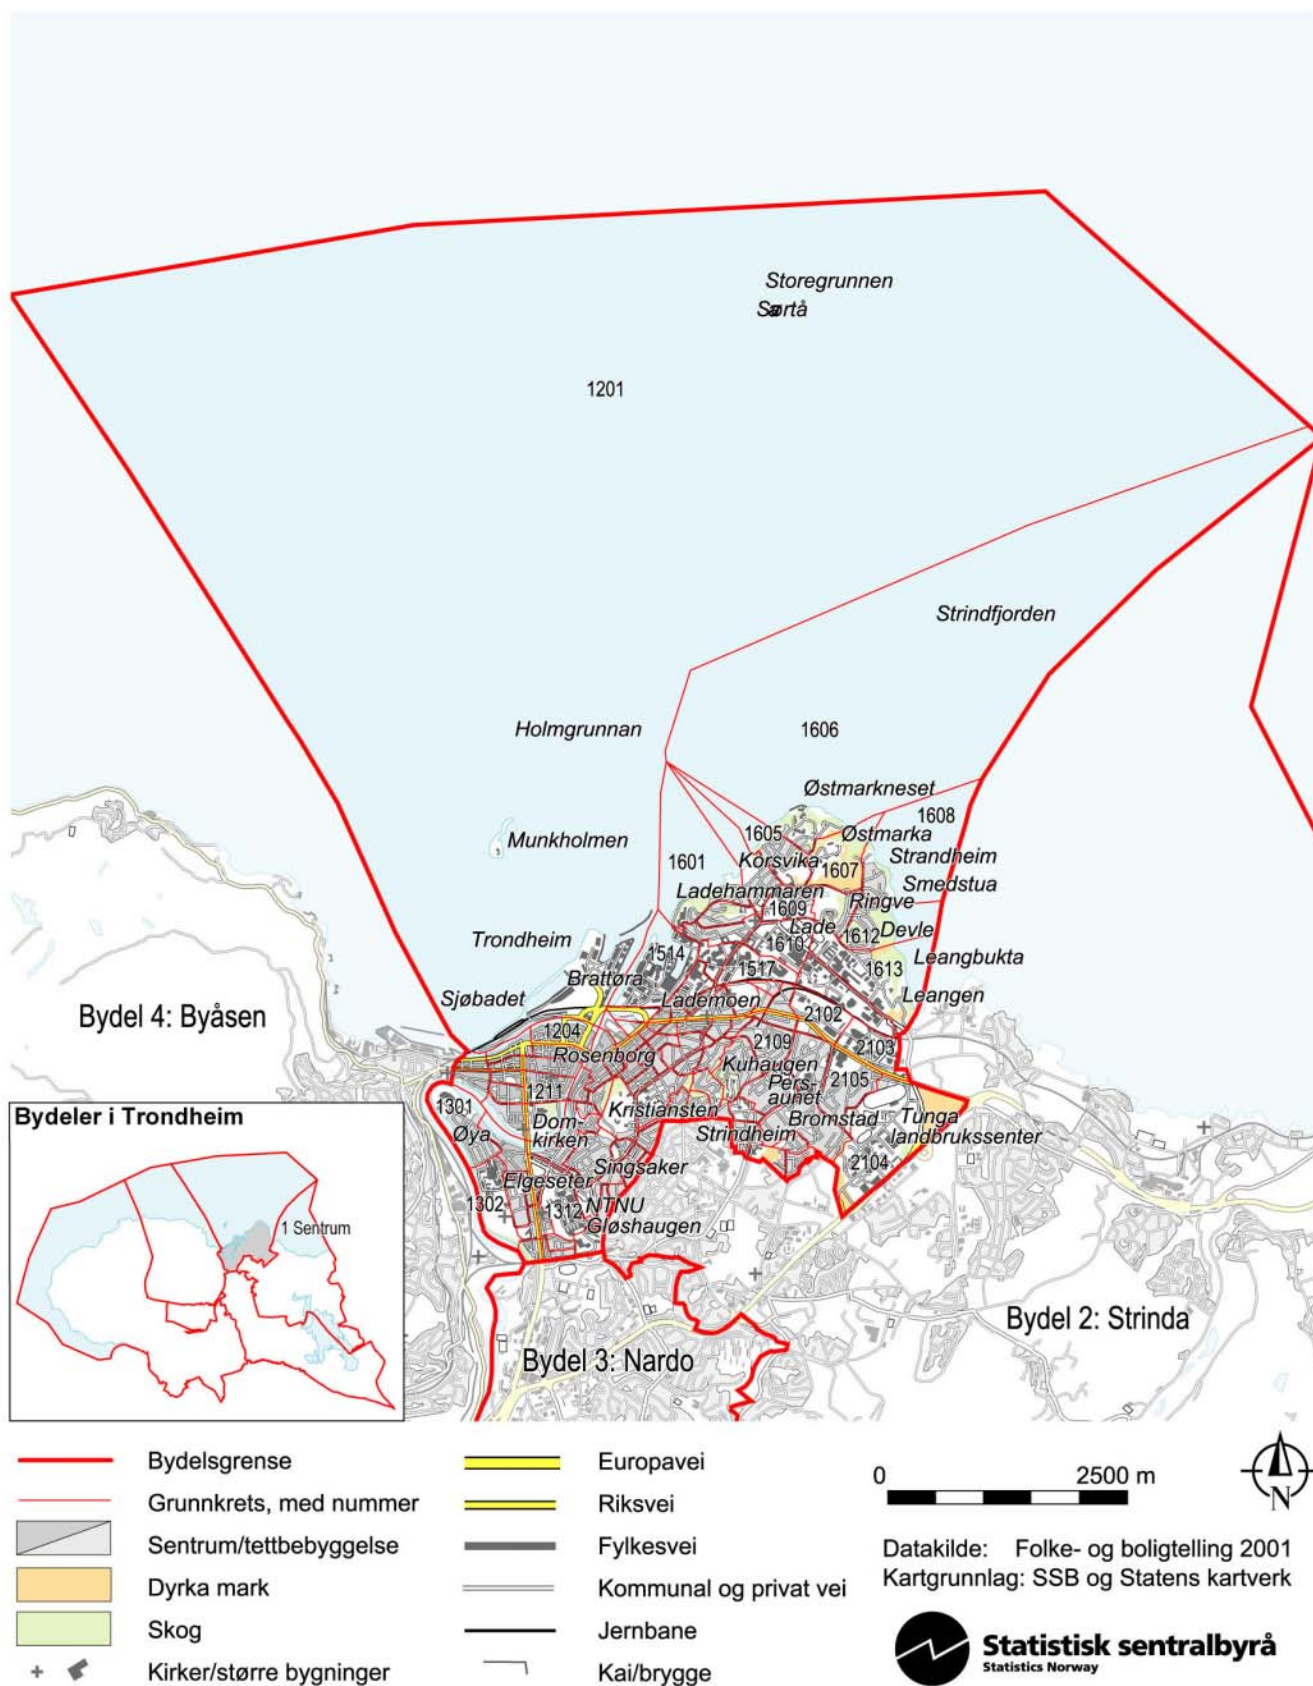 Storegrunnen
Sørtå
1201
Strindfjorden
Holmgrunnan
1606
Østmarkneset
1608
Munkholmen
1605
Østmarka
1601
Korsvika
1607
Strandheim
Smedstua
Ladehammaren
1609
Ringve
Trondheim
Lade
1612
Devle
1514
1610
Leangbukta
Brattøra
1517
1613
Sjøbadet
Lademoen
Leangen
Bydel 4: Byåsen
2102
1204
Rosenborg
2109
2103
Kuhaugen
2105
1211
Pers-
aunet
1301
Kristiansten
Bromstad
Tunga
landbrukssenter
Øya
Dom-
kirken
Strindheim
2104
Singsaker
Elgeseter
1302
1312
NTNU
Gløshaugen
Bydel 2: Strinda
Bydel 3: Nardo
Bydeler i Trondheim
1 Sentrum
Bydelsgrense
Grunnkrets, med nummer
Sentrum/tettbebyggelse
Dyrka mark
Skog
Kirker/større bygninger
Europavei
Riksvei
Fylkesvei
Kommunal og privat vei
Jernbane
Kai/brygge
0 2500 m
N
Datakilde: Folke- og boligtelling 2001
Kartgrunnlag: SSB og Statens kartverk
Statistisk sentralbyrå
Statistics Norway